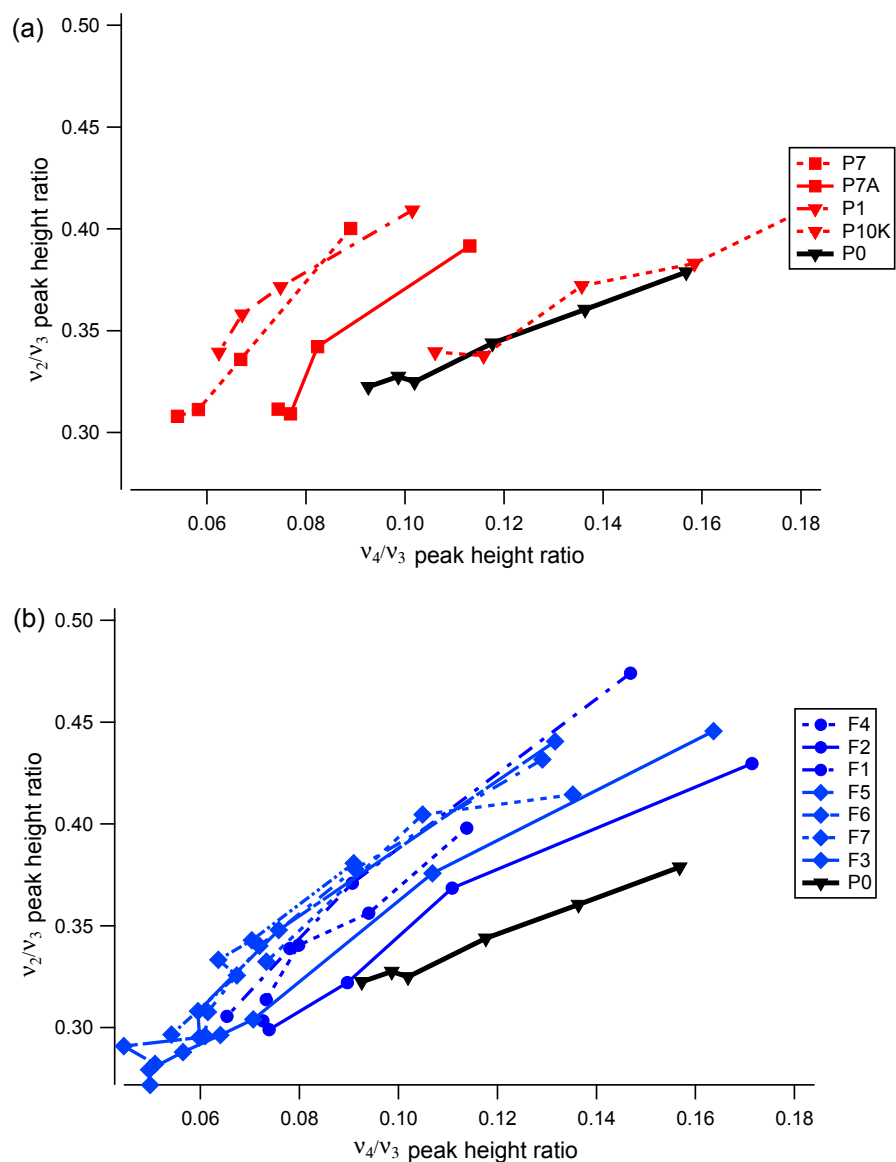 (a)
0.50
0.45
0.40
0.35
0.30
ν2/ν3 peak height ratio
P7
P7A
P1
P10K
P0
0.06 0.08 0.10 0.12 0.14 0.16 0.18
ν4/ν3 peak height ratio
(b)
0.50
0.45
0.40
0.35
0.30
ν2/ν3 peak height ratio
F4
F2
F1
F5
F6
F7
F3
P0
0.06 0.08 0.10 0.12 0.14 0.16 0.18
ν4/ν3 peak height ratio